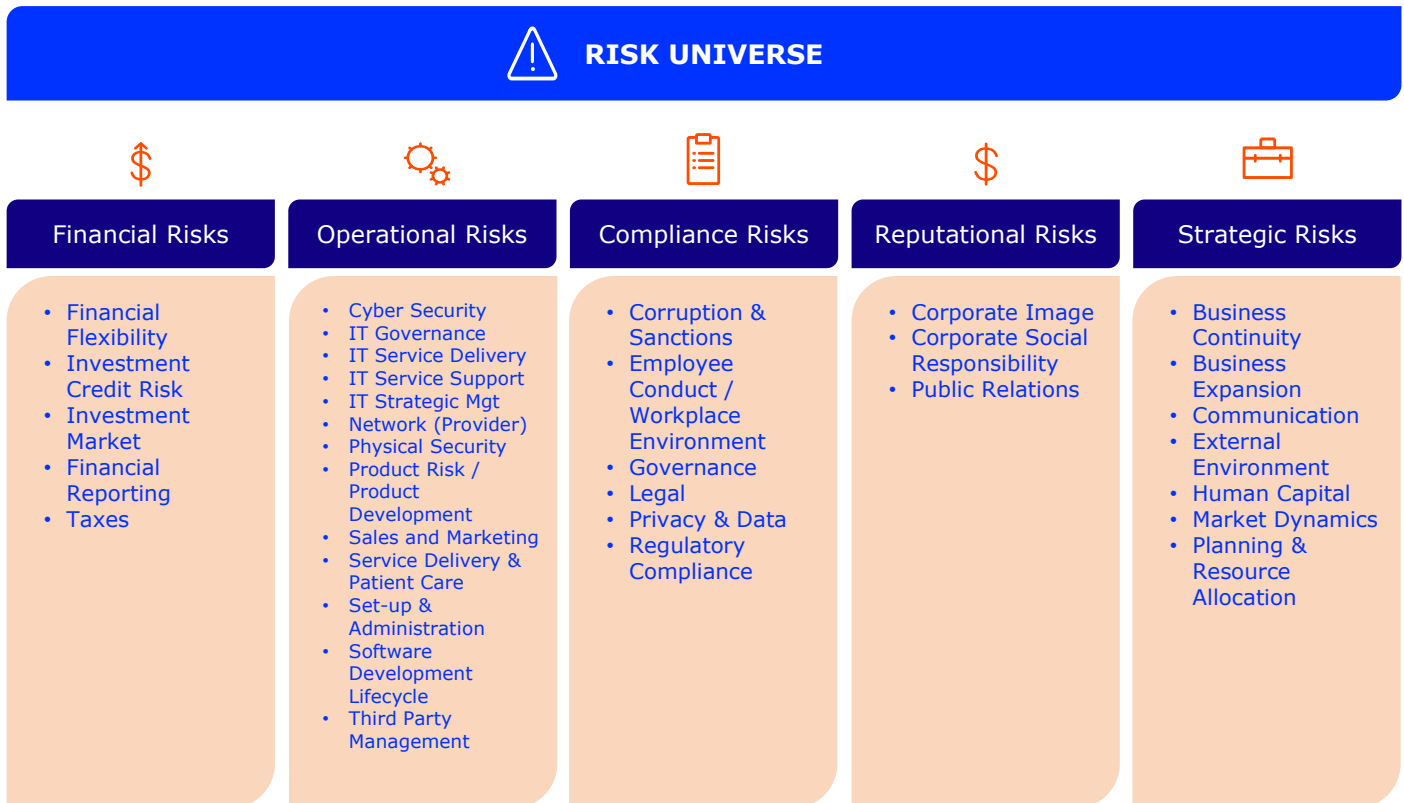 RISK UNIVERSE
Financial Risks
• Financial
Flexibility
• Investment
Credit Risk
• Investment
Market
• Financial
Reporting
• Taxes
Operational Risks
• Cyber Security
• IT Governance
• IT Service Delivery
• IT Service Support
• IT Strategic Mgt
• Network (Provider)
• Physical Security
• Product Risk /
Product
Development
• Sales and Marketing
• Service Delivery &
Patient Care
• Set-up &
Administration
• Software
Development
Lifecycle
• Third Party
Management
Compliance Risks
• Corruption &
Sanctions
• Employee
Conduct /
Workplace
Environment
• Governance
• Legal
• Privacy & Data
• Regulatory
Compliance
Reputational Risks
• Corporate Image
• Corporate Social
Responsibility
• Public Relations
Strategic Risks
• Business
Continuity
• Business
Expansion
• Communication
• External
Environment
• Human Capital
• Market Dynamics
• Planning &
Resource
Allocation